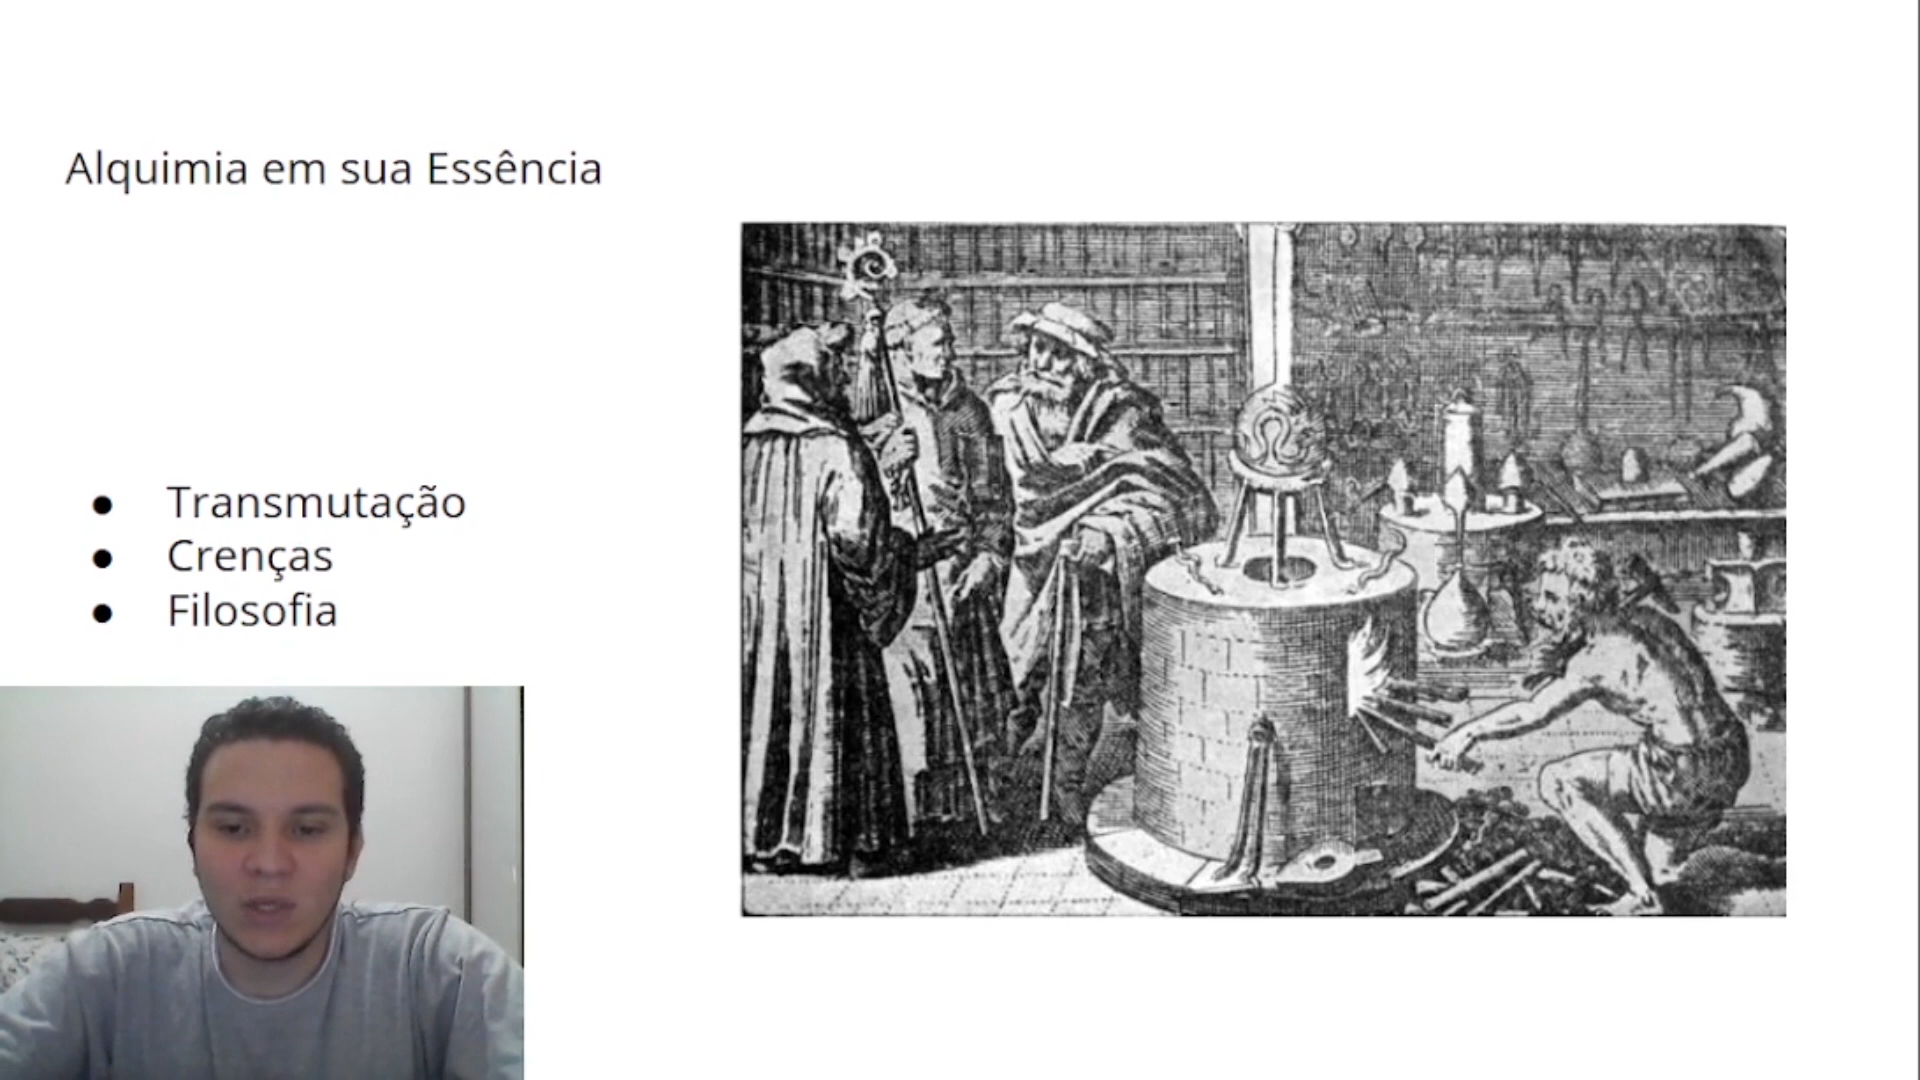 Alquimia em sua Essência
● Transmutação
● Crenças
● Filosofia